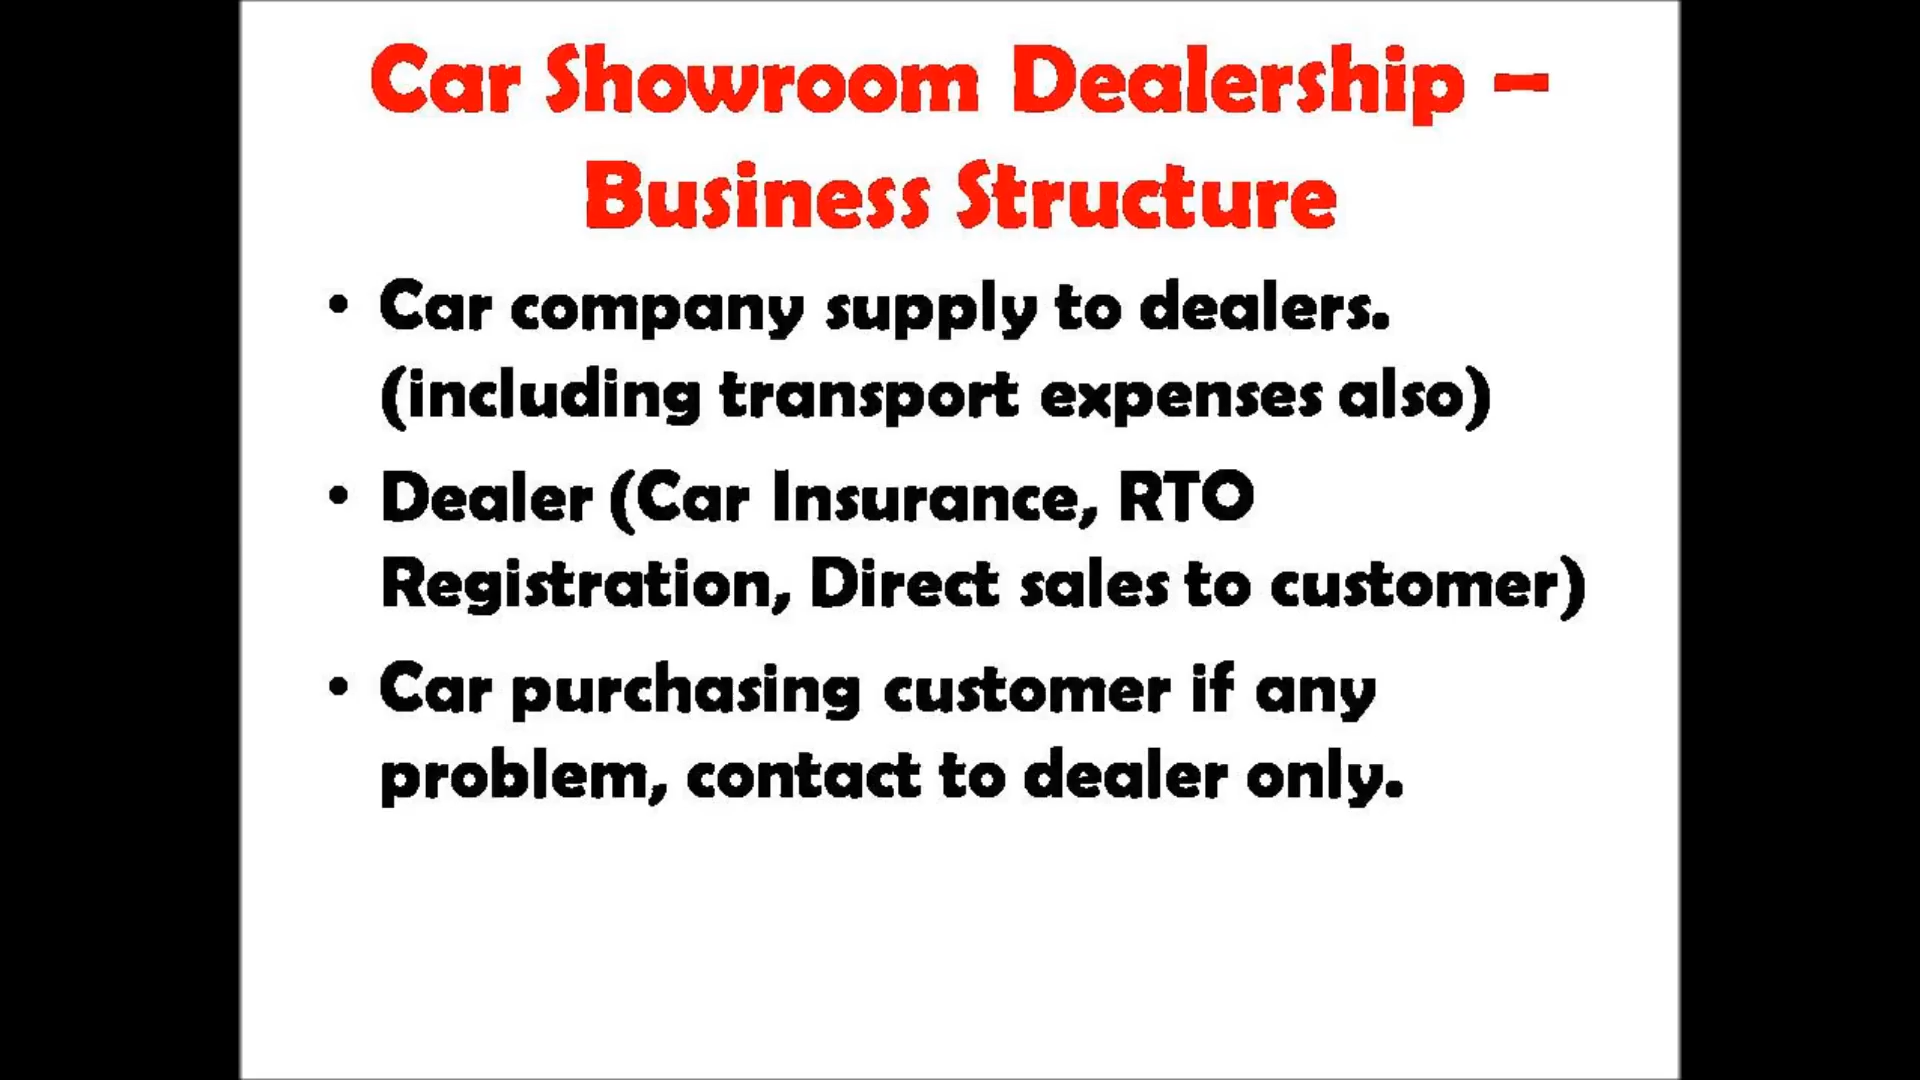 Car Showroom Dealership –
Business Structure
• Car company supply to dealers.
(including transport expenses also)
• Dealer (Car Insurance, RTO
Registration, Direct sales to customer)
• Car purchasing customer if any
problem, contact to dealer only.